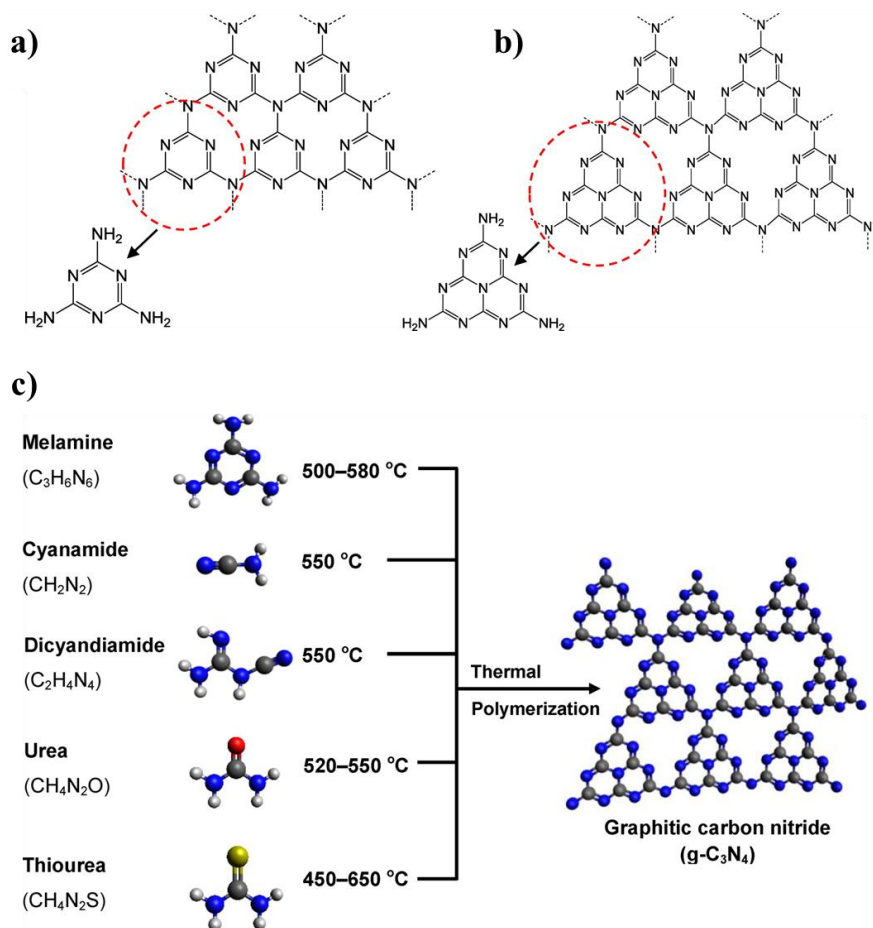 a)
N N
N N N N
N N N N N
N N N N N N
N N N N N N N
NH₂
N N
H₂N N NH₂
b)
N N
N N N N
N N N N N N
N N N N N N N
N N N N N N
N N N N N N N N N
N N N N N N N N N N
NH₂
N N
N N N
H₂N N N NH₂
c)
Melamine
(C₃H₆N₆)
500–580 °C
Cyanamide
(CH₂N₂)
550 °C
Dicyandiamide
(C₂H₄N₄)
550 °C
Urea
(CH₄N₂O)
520–550 °C
Thiourea
(CH₄N₂S)
450–650 °C
Thermal
Polymerization
Graphitic carbon nitride
(g-C₃N₄)